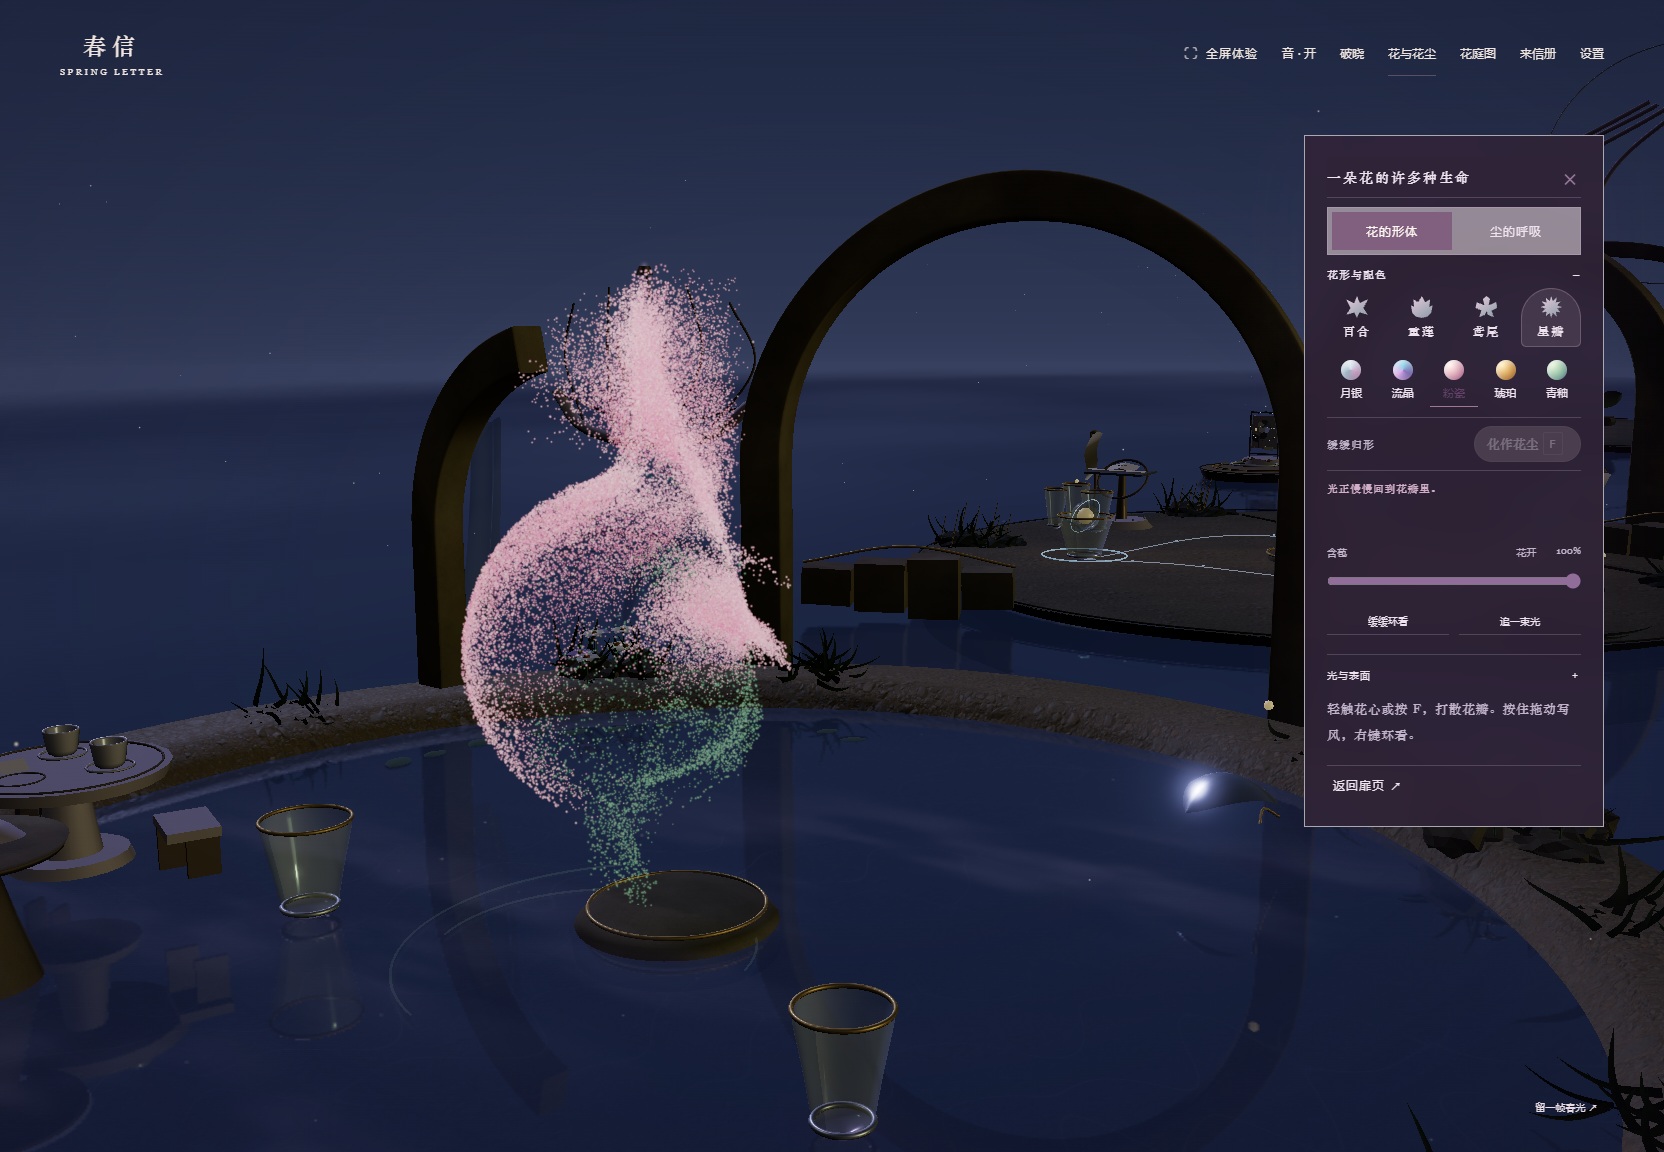 春信
SPRING LETTER
全屏体验 音·开 破晓 花与花尘 花庭图 来信册 设置
一朵花的许多种生命
花的形体 尘的呼吸
花形与配色
百合 重莲 鸢尾 星瓣
月银 流晶 粉瓷 琥珀 青釉
缓缓归形 化作花尘 F
光正慢慢回到花瓣里。
含苞 花开 100%
缓缓环看 追一束光
光与表面
轻触花心或按 F，打散花瓣。按住拖动写
风，右键环看。
返回扉页 ↗
留一帧春光 ↗